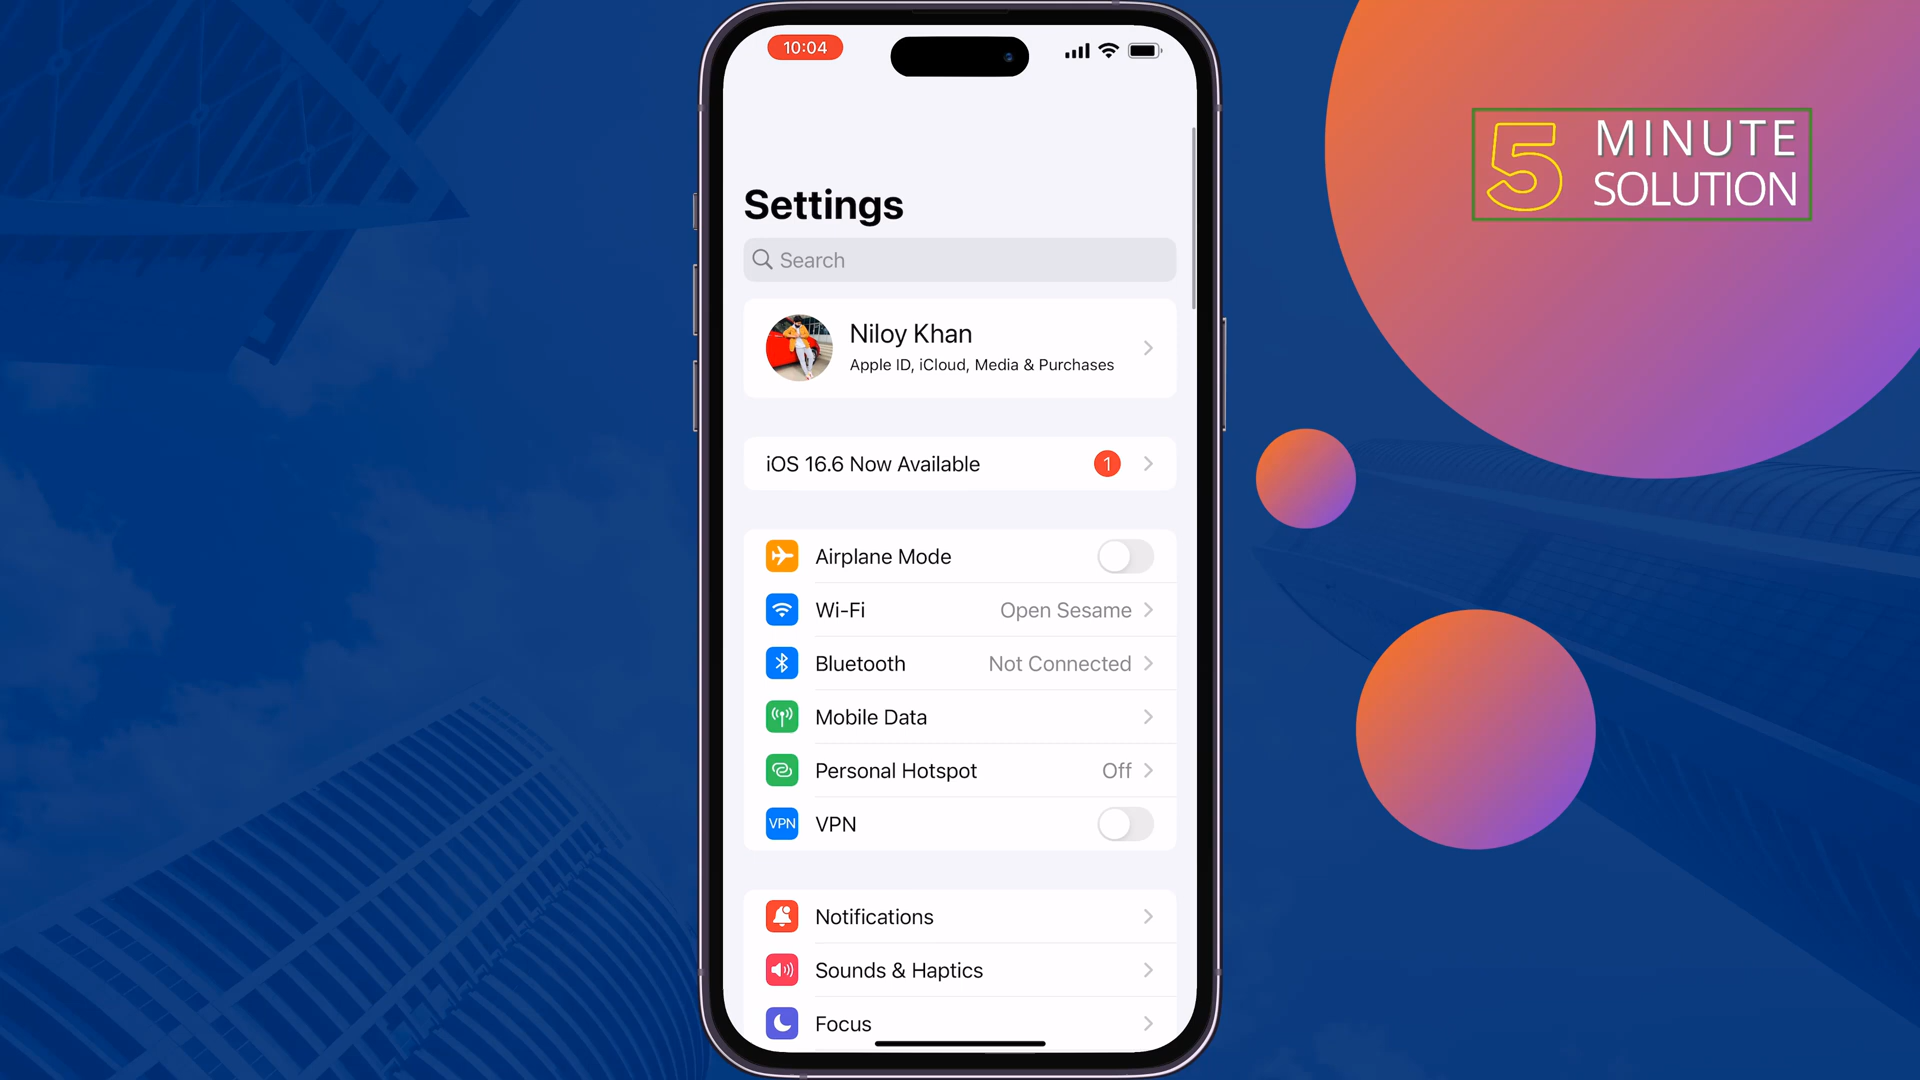 10:04
5 MINUTE
SOLUTION
Settings
Search
Niloy Khan
Apple ID, iCloud, Media & Purchases
iOS 16.6 Now Available 1
Airplane Mode
Wi-Fi Open Sesame
Bluetooth Not Connected
Mobile Data
Personal Hotspot Off
VPN VPN
Notifications
Sounds & Haptics
Focus